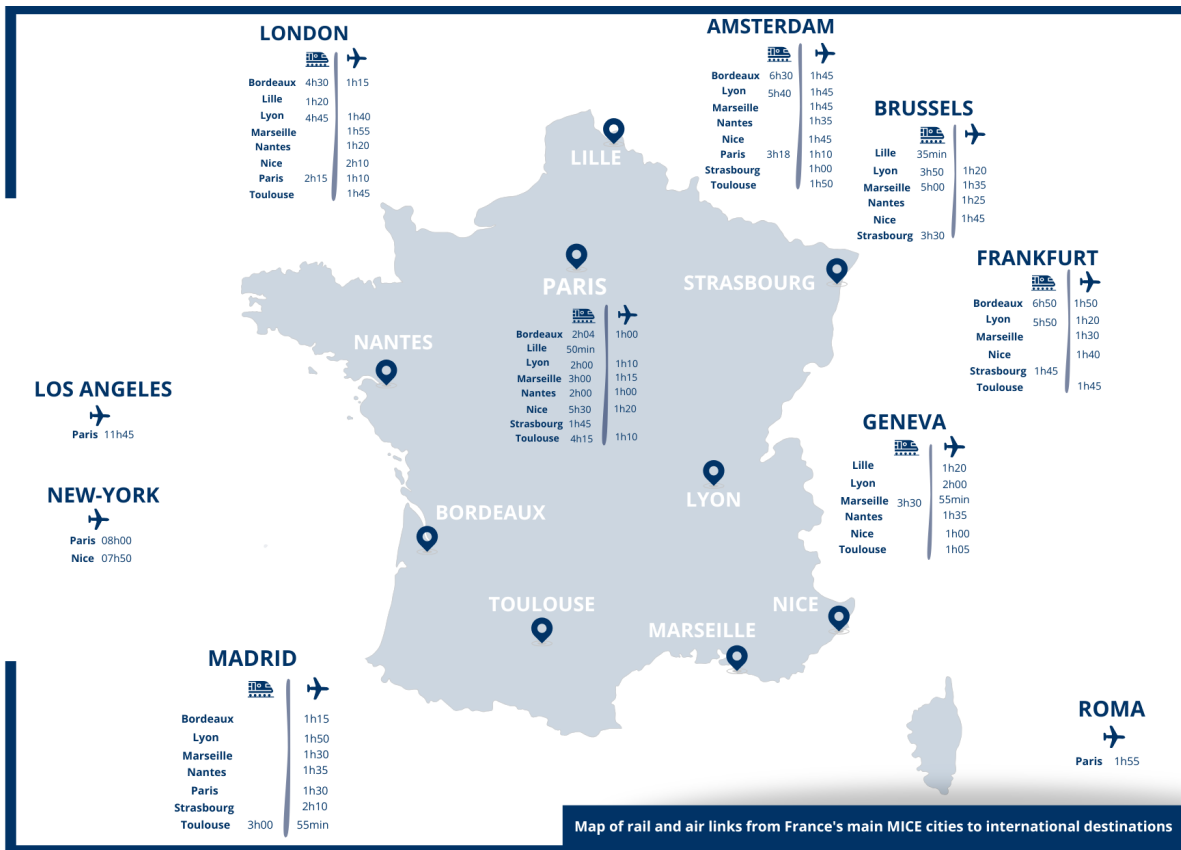 LONDON
Bordeaux 4h30 1h15
Lille 1h20
Lyon 4h45 1h40
Marseille 1h55
Nantes 1h20
Nice 2h10
Paris 2h15 1h10
Toulouse 1h45
AMSTERDAM
Bordeaux 6h30 1h45
Lyon 5h40 1h45
Marseille 1h45
Nantes 1h35
Nice 1h45
Paris 3h18 1h10
Strasbourg 1h00
Toulouse 1h50
BRUSSELS
Lille 35min
Lyon 3h50 1h20
Marseille 5h00 1h35
Nantes 1h25
Nice 1h45
Strasbourg 3h30
FRANKFURT
Bordeaux 6h50 1h50
Lyon 5h50 1h20
Marseille 1h30
Nice 1h40
Strasbourg 1h45
Toulouse 1h45
LILLE
PARIS
Bordeaux 2h04 1h00
Lille 50min
Lyon 2h00 1h10
Marseille 3h00 1h15
Nantes 2h00 1h00
Nice 5h30 1h20
Strasbourg 1h45
Toulouse 4h15 1h10
STRASBOURG
NANTES
LOS ANGELES
Paris 11h45
NEW-YORK
Paris 08h00
Nice 07h50
GENEVA
Lille 1h20
Lyon 2h00
Marseille 3h30 55min
Nantes 1h35
Nice 1h00
Toulouse 1h05
LYON
BORDEAUX
TOULOUSE
NICE
MARSEILLE
MADRID
Bordeaux 1h15
Lyon 1h50
Marseille 1h30
Nantes 1h35
Paris 1h30
Strasbourg 2h10
Toulouse 3h00 55min
ROMA
Paris 1h55
Map of rail and air links from France's main MICE cities to international destinations